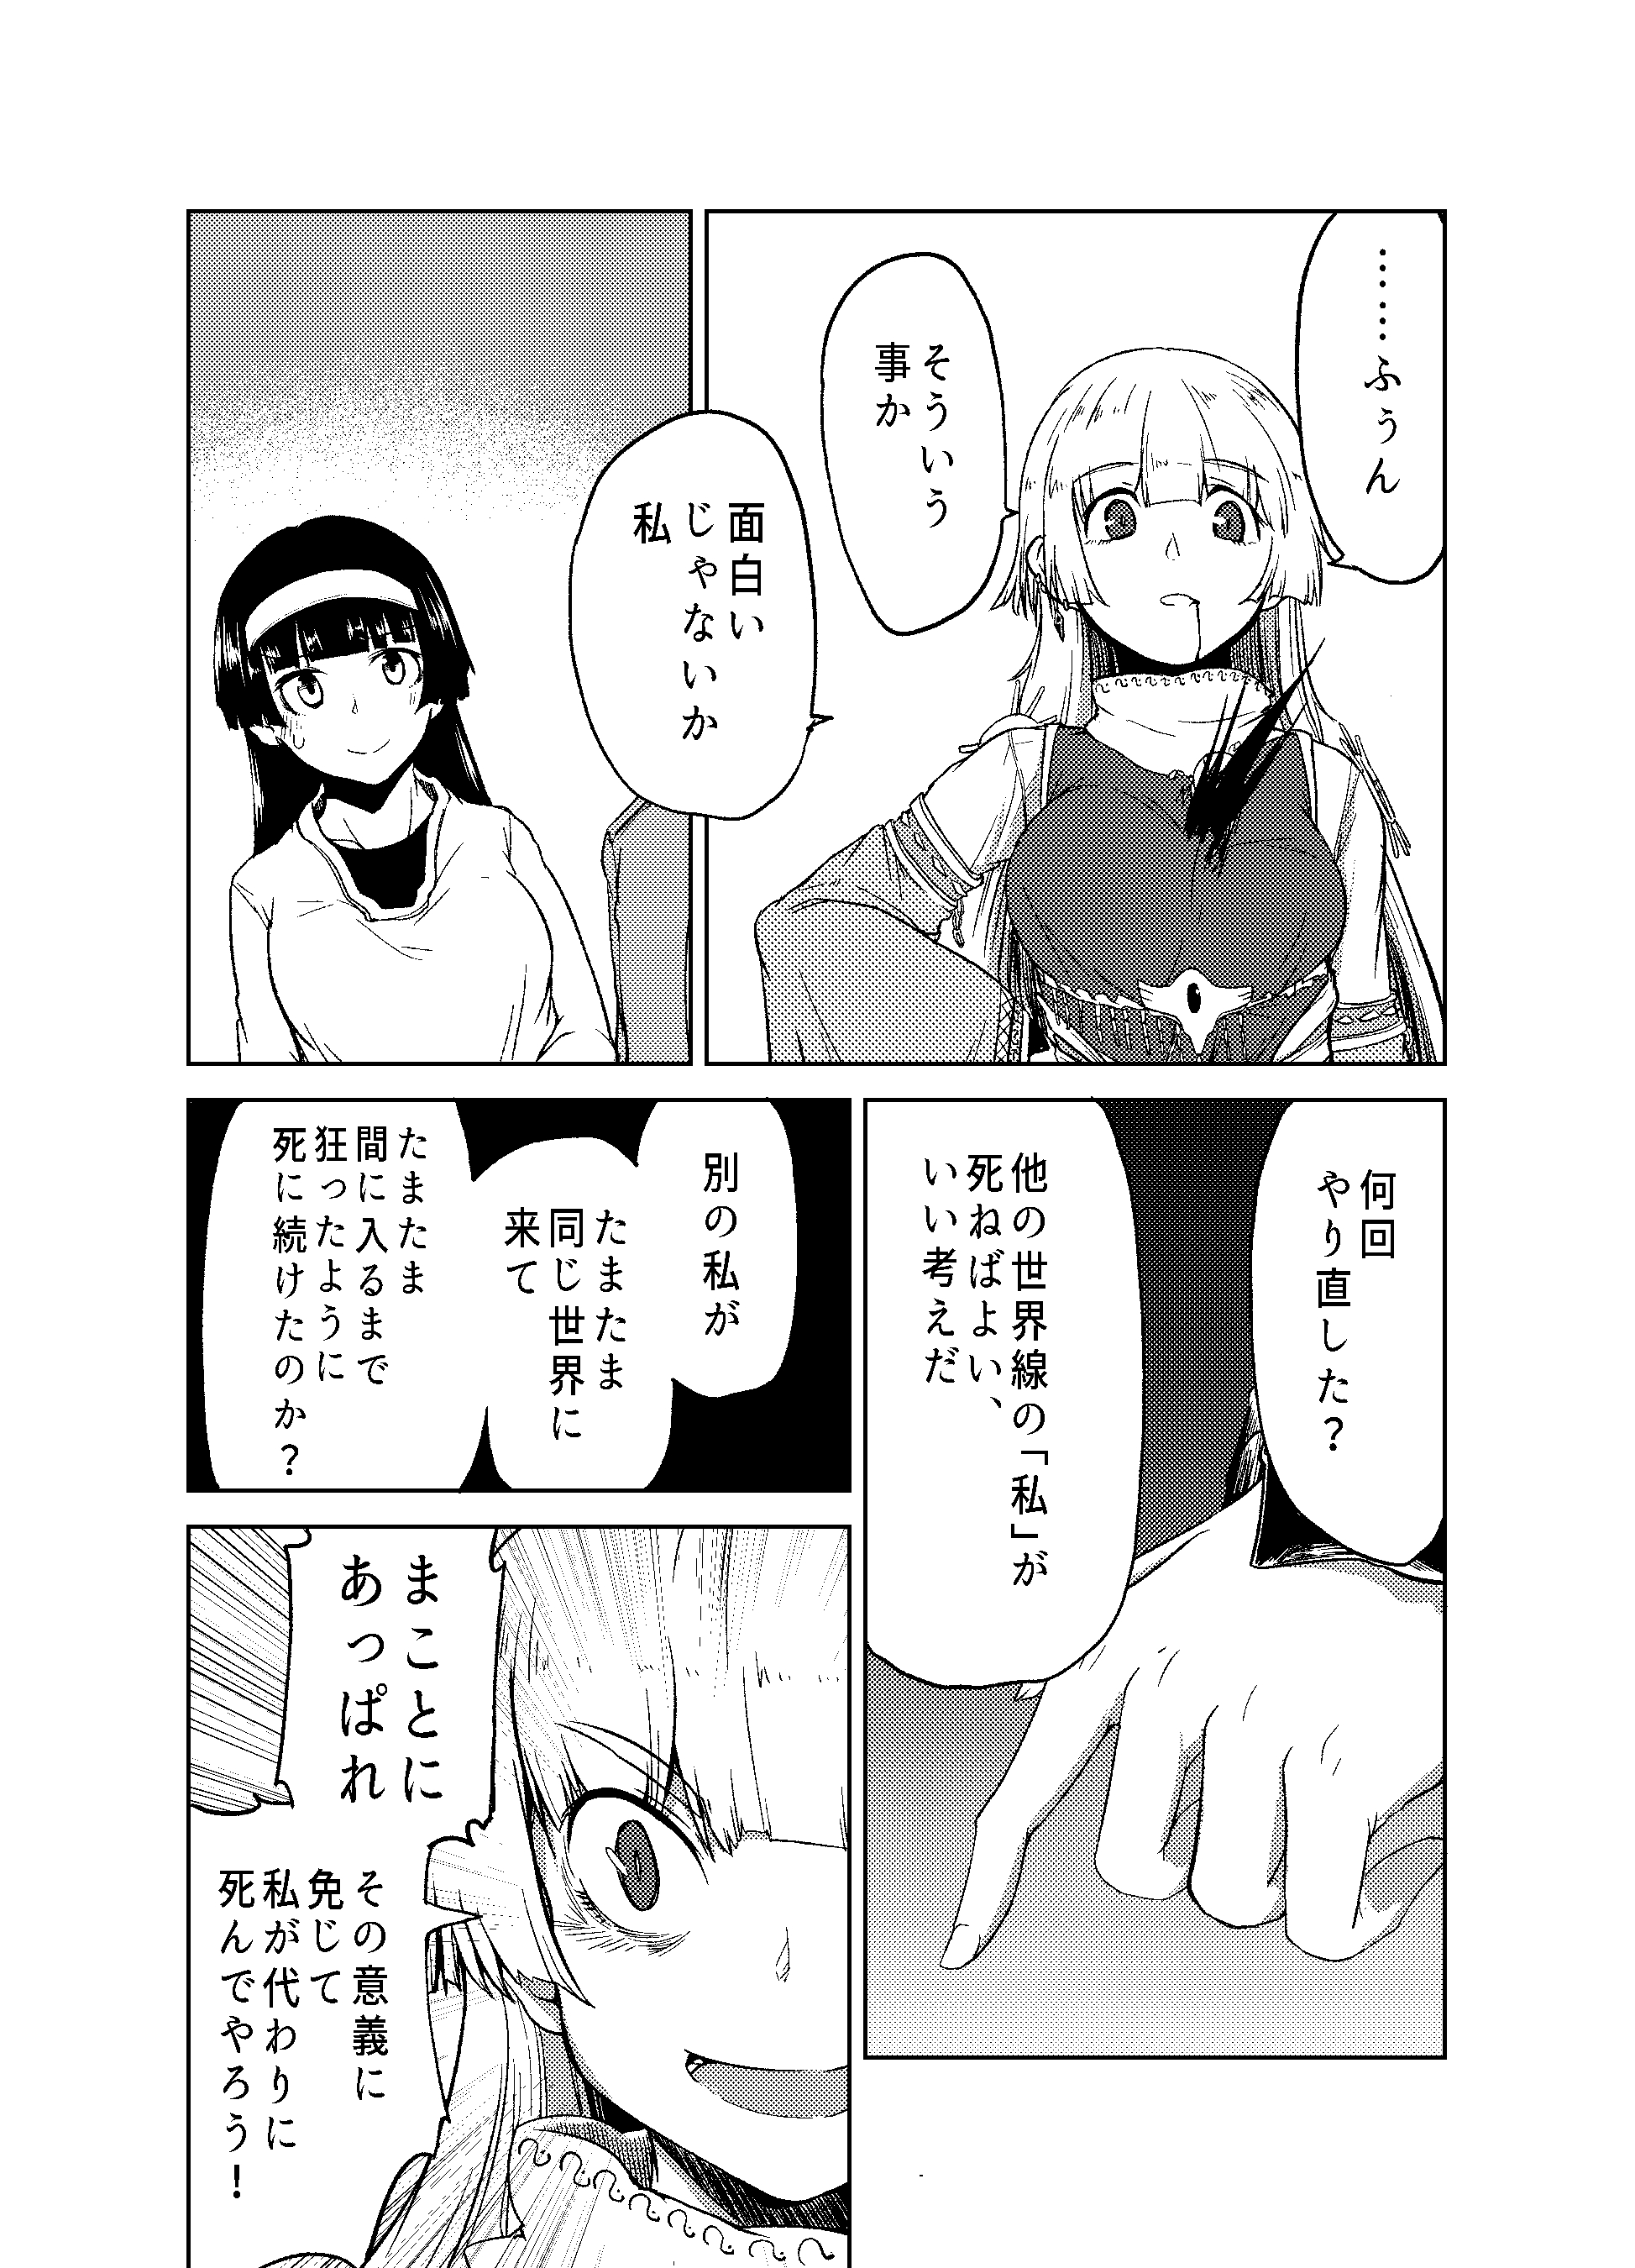 ……ふぅん
そういう
事か
面白い
じゃないか
私
何回
やり直した？
他の世界線の「私」が
死ねばよい、
いい考えだ
別の私が
たまたま
同じ世界に
来て
たまたま
間に入るまで
狂ったように
死に続けたのか？
まことに
あっぱれ
その意義に
免じて
私が代わりに
死んでやろう！